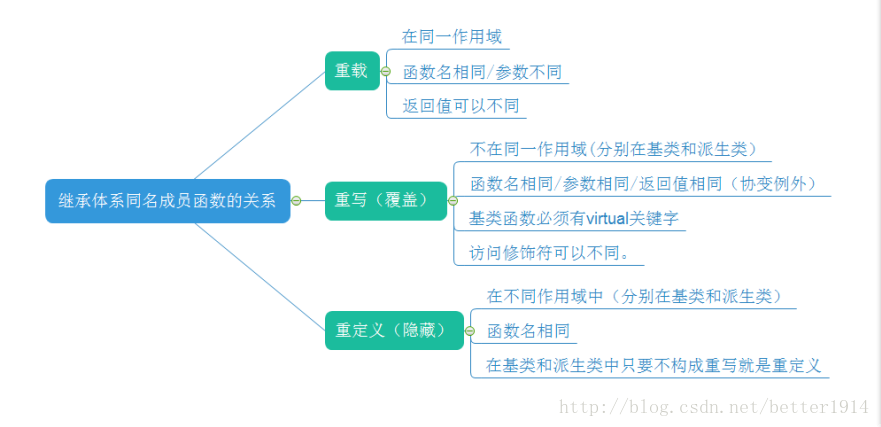 继承体系同名成员函数的关系
重载
在同一作用域
函数名相同/参数不同
返回值可以不同
重写（覆盖）
不在同一作用域(分别在基类和派生类）
函数名相同/参数相同/返回值相同（协变例外）
基类函数必须有virtual关键字
访问修饰符可以不同。
重定义（隐藏）
在不同作用域中（分别在基类和派生类）
函数名相同
在基类和派生类中只要不构成重写就是重定义
http://blog.csdn.net/better1914